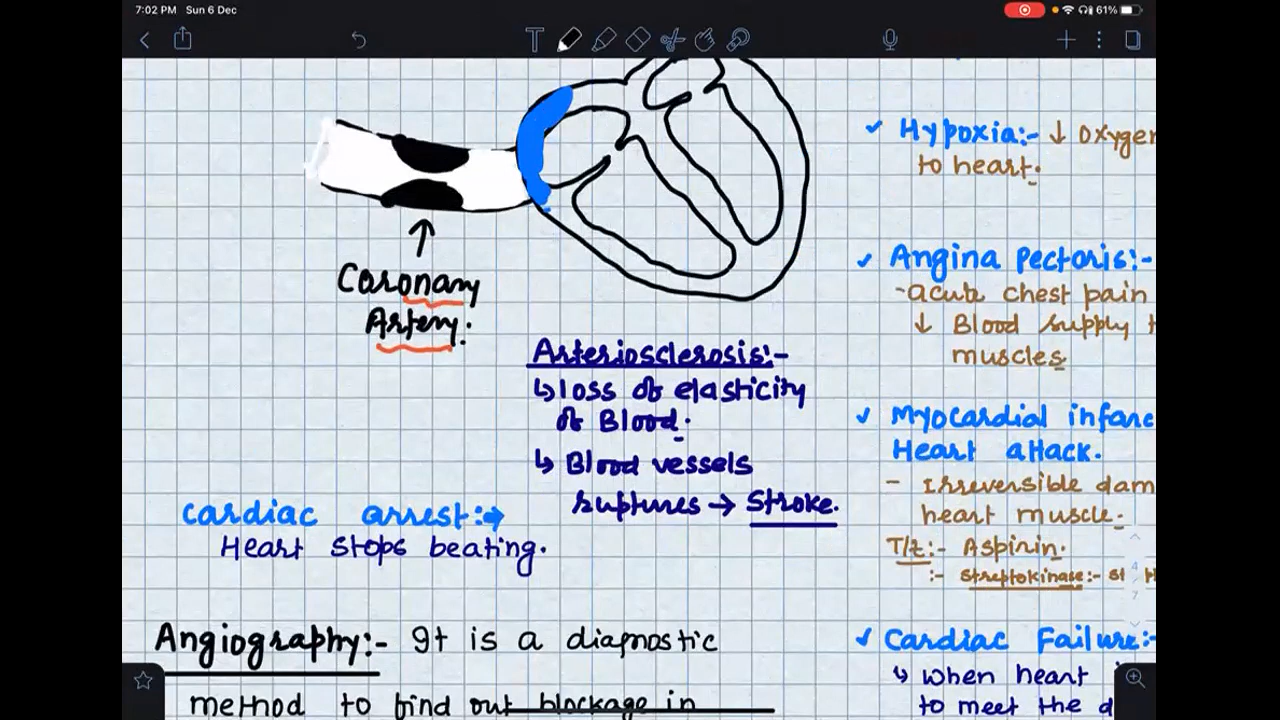 7:02 PM Sun 6 Dec
61%
Coronary
Artery.
Arteriosclerosis:-
↳ loss of elasticity
of Blood.
↳ Blood vessels
ruptures → Stroke.
cardiac arrest:→
Heart stops beating.
Angiography:- It is a diagnostic
method to find out blockage in
✓ Hypoxia:- ↓ oxygen
to heart.
✓ Angina Pectoris:-
-acute chest pain
↓ Blood supply t
muscles
✓ Myocardial infarc
Heart attack.
- Irreversible dam
heart muscle.
T/t:- Aspirin.
:- Streptokinase:-
✓ Cardiac Failure:-
↳ when heart
to meet the d